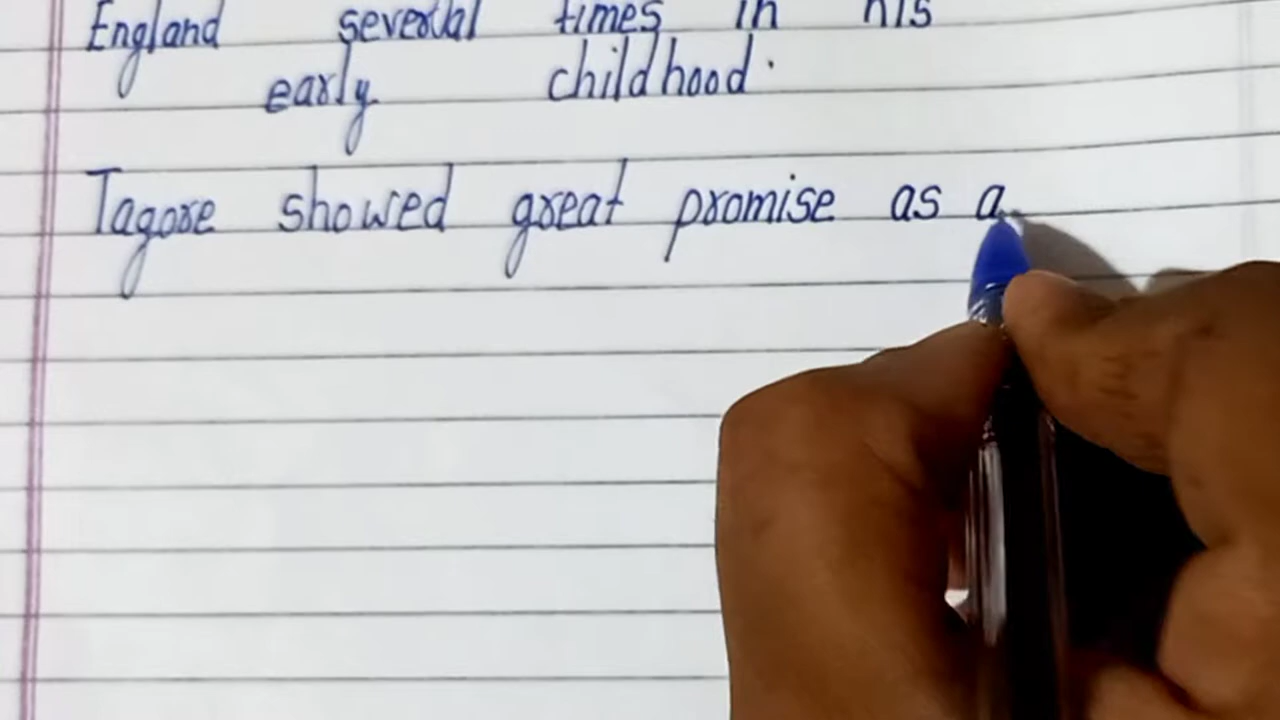 England several times in his
early childhood.
Tagore showed great promise as a